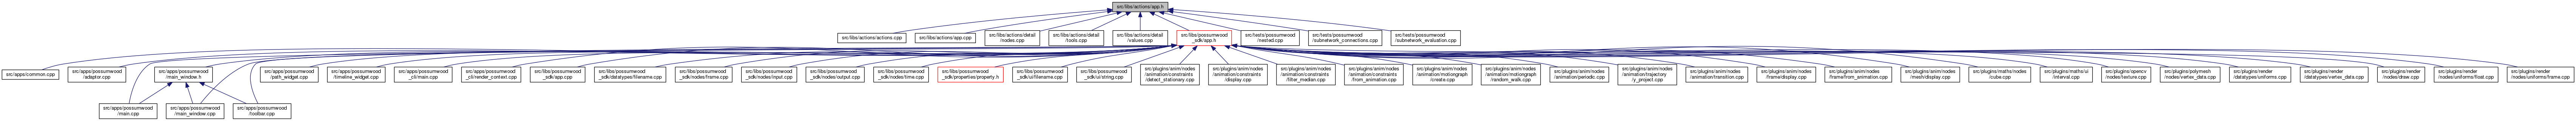 src/libs/actions/app.h
src/libs/actions/actions.cpp
src/libs/actions/app.cpp
src/libs/actions/detail
/nodes.cpp
src/libs/actions/detail
/tools.cpp
src/libs/actions/detail
/values.cpp
src/libs/possumwood
_sdk/app.h
src/tests/possumwood
/nested.cpp
src/tests/possumwood
/subnetwork_connections.cpp
src/tests/possumwood
/subnetwork_evaluation.cpp
src/apps/common.cpp
src/apps/possumwood
/adaptor.cpp
src/apps/possumwood
/main_window.h
src/apps/possumwood
/path_widget.cpp
src/apps/possumwood
/timeline_widget.cpp
src/apps/possumwood
_cli/main.cpp
src/apps/possumwood
_cli/render_context.cpp
src/libs/possumwood
_sdk/app.cpp
src/libs/possumwood
_sdk/datatypes/filename.cpp
src/libs/possumwood
_sdk/nodes/frame.cpp
src/libs/possumwood
_sdk/nodes/input.cpp
src/libs/possumwood
_sdk/nodes/output.cpp
src/libs/possumwood
_sdk/nodes/time.cpp
src/libs/possumwood
_sdk/properties/property.h
src/libs/possumwood
_sdk/ui/filename.cpp
src/libs/possumwood
_sdk/ui/string.cpp
src/plugins/anim/nodes
/animation/constraints
/detect_stationary.cpp
src/plugins/anim/nodes
/animation/constraints
/display.cpp
src/plugins/anim/nodes
/animation/constraints
/filter_median.cpp
src/plugins/anim/nodes
/animation/constraints
/from_animation.cpp
src/plugins/anim/nodes
/animation/motiongraph
/create.cpp
src/plugins/anim/nodes
/animation/motiongraph
/random_walk.cpp
src/plugins/anim/nodes
/animation/periodic.cpp
src/plugins/anim/nodes
/animation/trajectory
/y_project.cpp
src/plugins/anim/nodes
/animation/transition.cpp
src/plugins/anim/nodes
/frame/display.cpp
src/plugins/anim/nodes
/frame/from_animation.cpp
src/plugins/anim/nodes
/mesh/display.cpp
src/plugins/maths/nodes
/cube.cpp
src/plugins/maths/ui
/interval.cpp
src/plugins/opencv
/nodes/texture.cpp
src/plugins/polymesh
/nodes/vertex_data.cpp
src/plugins/render
/datatypes/uniforms.cpp
src/plugins/render
/datatypes/vertex_data.cpp
src/plugins/render
/nodes/draw.cpp
src/plugins/render
/nodes/uniforms/float.cpp
src/plugins/render
/nodes/uniforms/frame.cpp
src/apps/possumwood
/main.cpp
src/apps/possumwood
/main_window.cpp
src/apps/possumwood
/toolbar.cpp